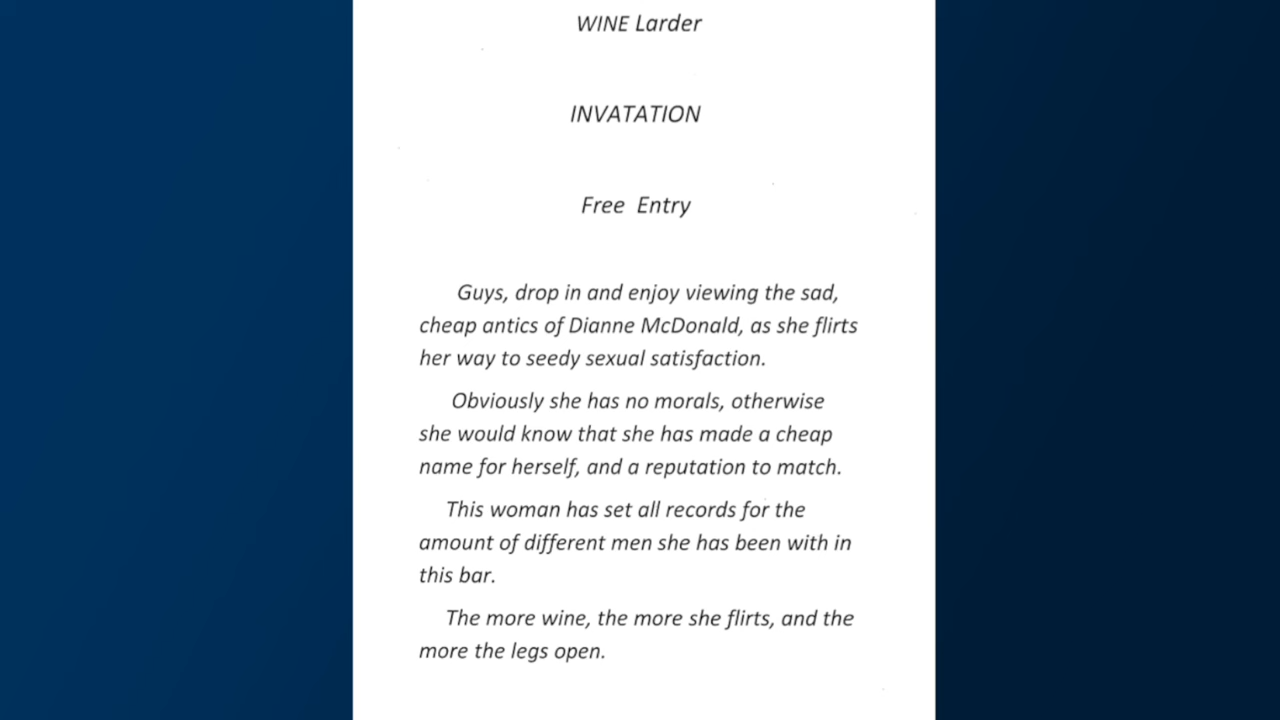 WINE Larder
INVATATION
Free Entry
Guys, drop in and enjoy viewing the sad,
cheap antics of Dianne McDonald, as she flirts
her way to seedy sexual satisfaction.
Obviously she has no morals, otherwise
she would know that she has made a cheap
name for herself, and a reputation to match.
This woman has set all records for the
amount of different men she has been with in
this bar.
The more wine, the more she flirts, and the
more the legs open.